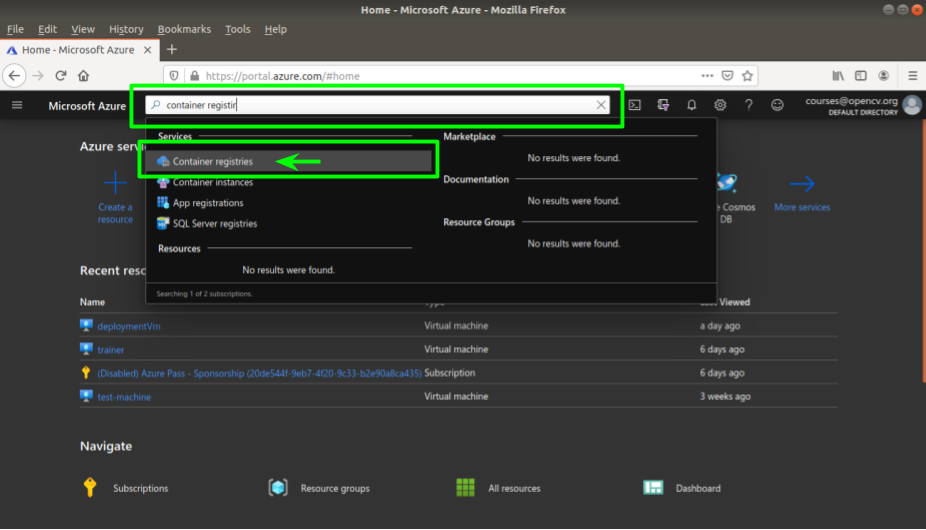 Home - Microsoft Azure - Mozilla Firefox
File Edit View History Bookmarks Tools Help
Home - Microsoft Azure
https://portal.azure.com/#home
Microsoft Azure
container registir
courses@opencv.org
DEFAULT DIRECTORY
Azure servi
Services
Container registries
Container instances
App registrations
SQL Server registries
Resources
No results were found.
Searching 1 of 2 subscriptions.
Marketplace
No results were found.
Documentation
No results were found.
Resource Groups
No results were found.
Create a
resource
e Cosmos
DB
More services
Recent reso
Name Type Last Viewed
deploymentVm Virtual machine a day ago
trainer Virtual machine 6 days ago
(Disabled) Azure Pass - Sponsorship (20de544f-9eb7-4f20-9c33-b2e90a8ca435) Subscription 6 days ago
test-machine Virtual machine 3 weeks ago
Navigate
Subscriptions Resource groups All resources Dashboard